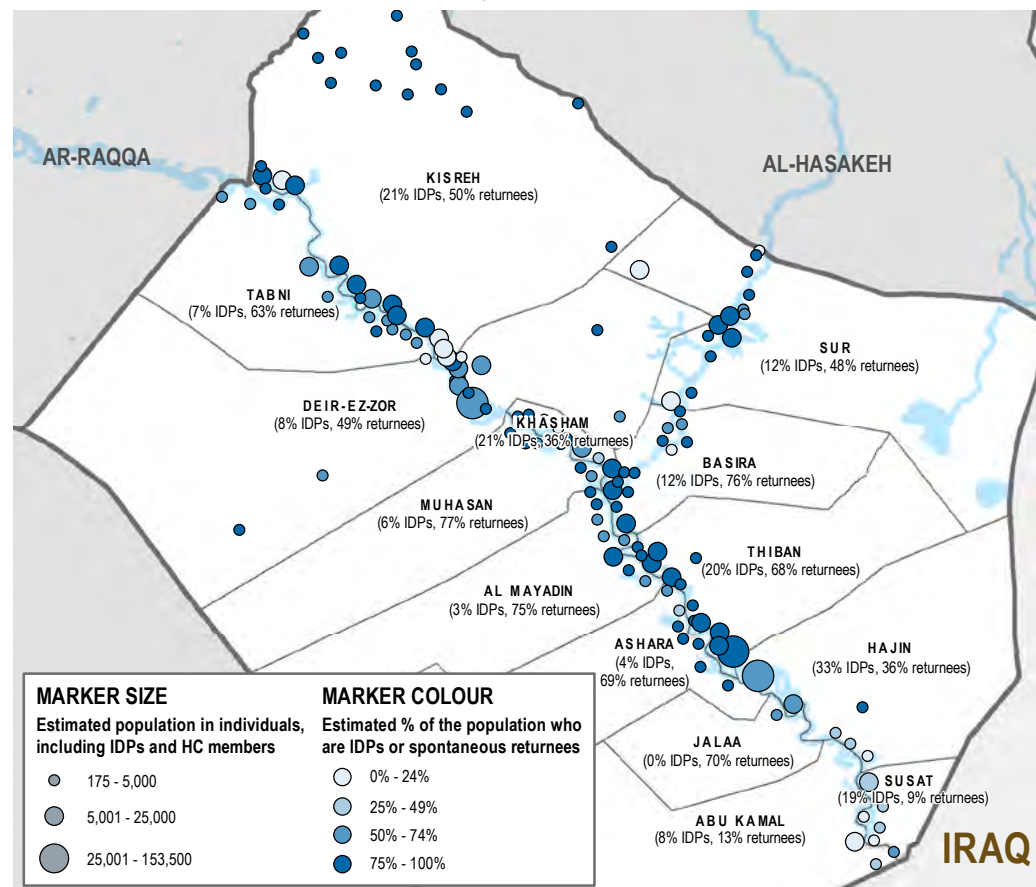 AR-RAQQA
AL-HASAKEH
KISREH
(21% IDPs, 50% returnees)
TABNI
(7% IDPs, 63% returnees)
SUR
(12% IDPs, 48% returnees)
DEIR-EZ-ZOR
(8% IDPs, 49% returnees)
KHASHAM
(21% IDPs, 36% returnees)
BASIRA
(12% IDPs, 76% returnees)
MUHASAN
(6% IDPs, 77% returnees)
THIBAN
(20% IDPs, 68% returnees)
AL MAYADIN
(3% IDPs, 75% returnees)
ASHARA
(4% IDPs,
69% returnees)
HAJIN
(33% IDPs, 36% returnees)
JALAA
(0% IDPs, 70% returnees)
SUSAT
(19% IDPs, 9% returnees)
ABU KAMAL
(8% IDPs, 13% returnees)
IRAQ
MARKER SIZE
Estimated population in individuals,
including IDPs and HC members
175 - 5,000
5,001 - 25,000
25,001 - 153,500
MARKER COLOUR
Estimated % of the population who
are IDPs or spontaneous returnees
0% - 24%
25% - 49%
50% - 74%
75% - 100%